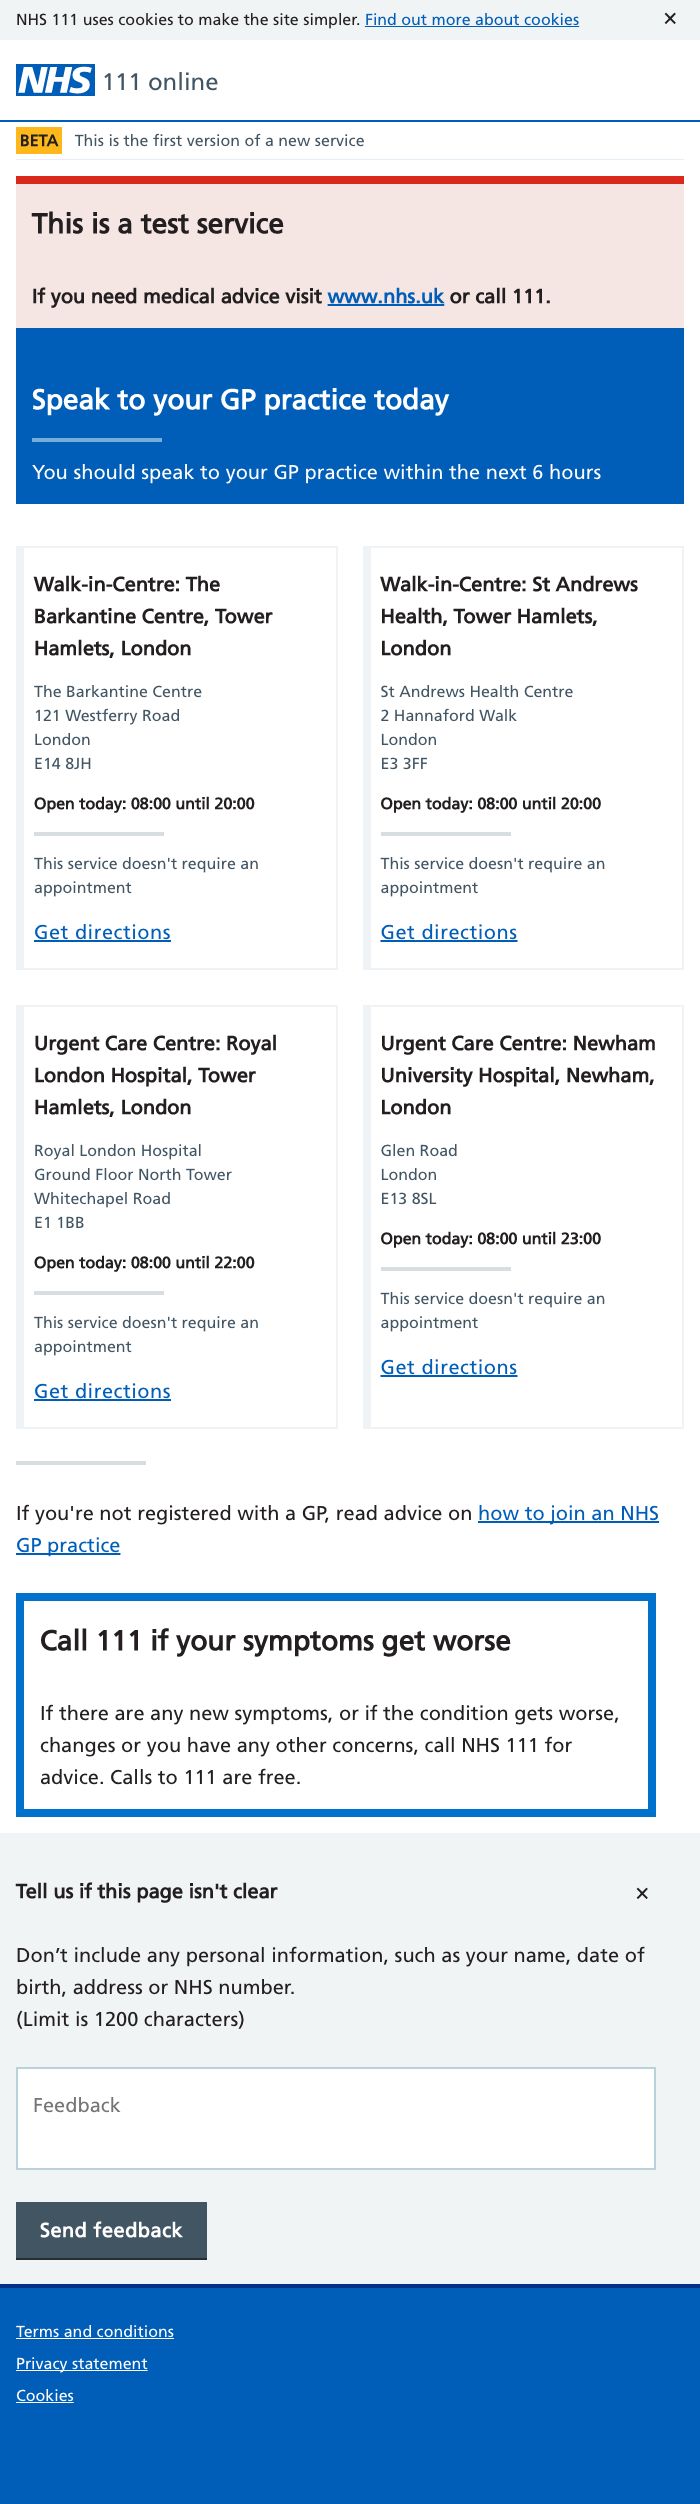 NHS 111 uses cookies to make the site simpler. Find out more about cookies ✕
NHS 111 online
BETA This is the first version of a new service
This is a test service
If you need medical advice visit www.nhs.uk or call 111.
Speak to your GP practice today
You should speak to your GP practice within the next 6 hours
Walk-in-Centre: The
Barkantine Centre, Tower
Hamlets, London
The Barkantine Centre
121 Westferry Road
London
E14 8JH
Open today: 08:00 until 20:00
This service doesn't require an
appointment
Get directions
Walk-in-Centre: St Andrews
Health, Tower Hamlets,
London
St Andrews Health Centre
2 Hannaford Walk
London
E3 3FF
Open today: 08:00 until 20:00
This service doesn't require an
appointment
Get directions
Urgent Care Centre: Royal
London Hospital, Tower
Hamlets, London
Royal London Hospital
Ground Floor North Tower
Whitechapel Road
E1 1BB
Open today: 08:00 until 22:00
This service doesn't require an
appointment
Get directions
Urgent Care Centre: Newham
University Hospital, Newham,
London
Glen Road
London
E13 8SL
Open today: 08:00 until 23:00
This service doesn't require an
appointment
Get directions
If you're not registered with a GP, read advice on how to join an NHS
GP practice
Call 111 if your symptoms get worse
If there are any new symptoms, or if the condition gets worse,
changes or you have any other concerns, call NHS 111 for
advice. Calls to 111 are free.
Tell us if this page isn't clear ✕
Don’t include any personal information, such as your name, date of
birth, address or NHS number.
(Limit is 1200 characters)
Feedback
Send feedback
Terms and conditions
Privacy statement
Cookies